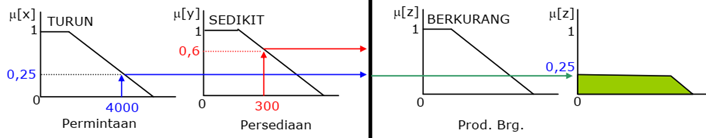 μ[x] TURUN
1
0,25
0
4000
Permintaan
μ[y] SEDIKIT
1
0,6
0
300
Persediaan
μ[z] BERKURANG
1
0
Prod. Brg.
μ[z]
1
0,25
0